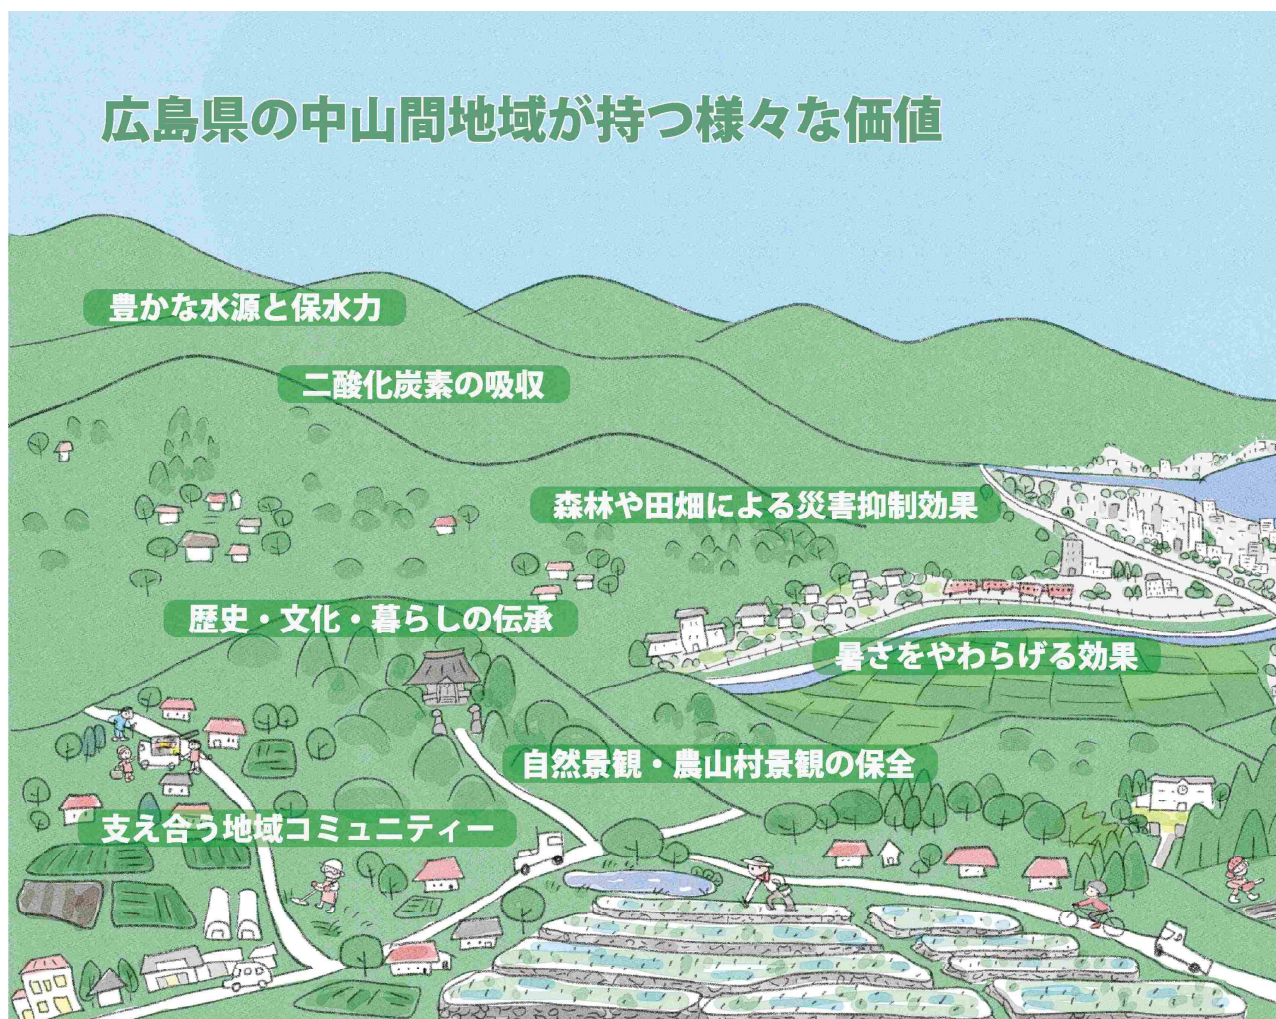 広島県の中山間地域が持つ様々な価値
豊かな水源と保水力
二酸化炭素の吸収
森林や田畑による災害抑制効果
歴史・文化・暮らしの伝承
暑さをやわらげる効果
自然景観・農山村景観の保全
支え合う地域コミュニティー